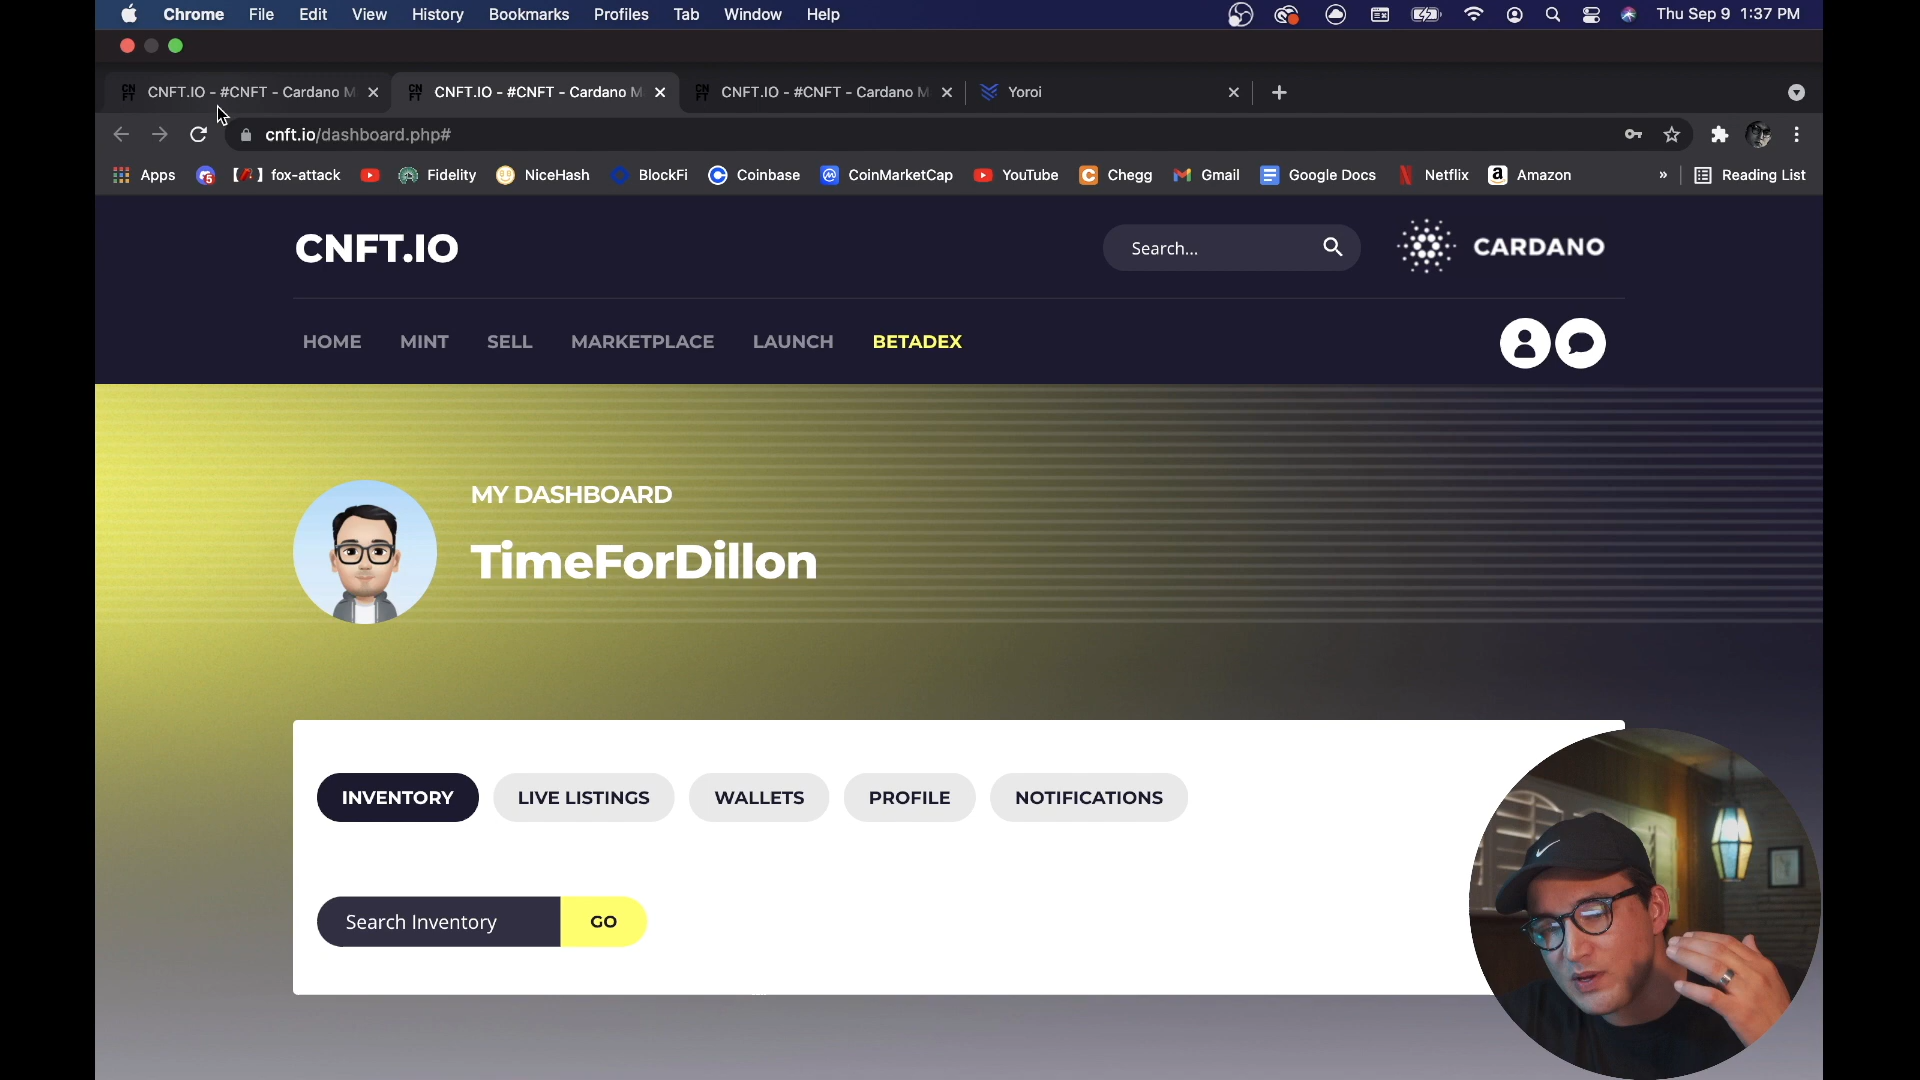 Chrome File Edit View History Bookmarks Profiles Tab Window Help Thu Sep 9 1:37 PM
CNFT.IO - #CNFT - Cardano M CNFT.IO - #CNFT - Cardano M CNFT.IO - #CNFT - Cardano M Yoroi
cnft.io/dashboard.php#
Apps 5 【/】fox-attack Fidelity NiceHash BlockFi Coinbase CoinMarketCap YouTube Chegg Gmail Google Docs Netflix Amazon » Reading List
CNFT.IO Search... CARDANO
HOME MINT SELL MARKETPLACE LAUNCH BETADEX
MY DASHBOARD
TimeForDillon
INVENTORY LIVE LISTINGS WALLETS PROFILE NOTIFICATIONS
Search Inventory GO